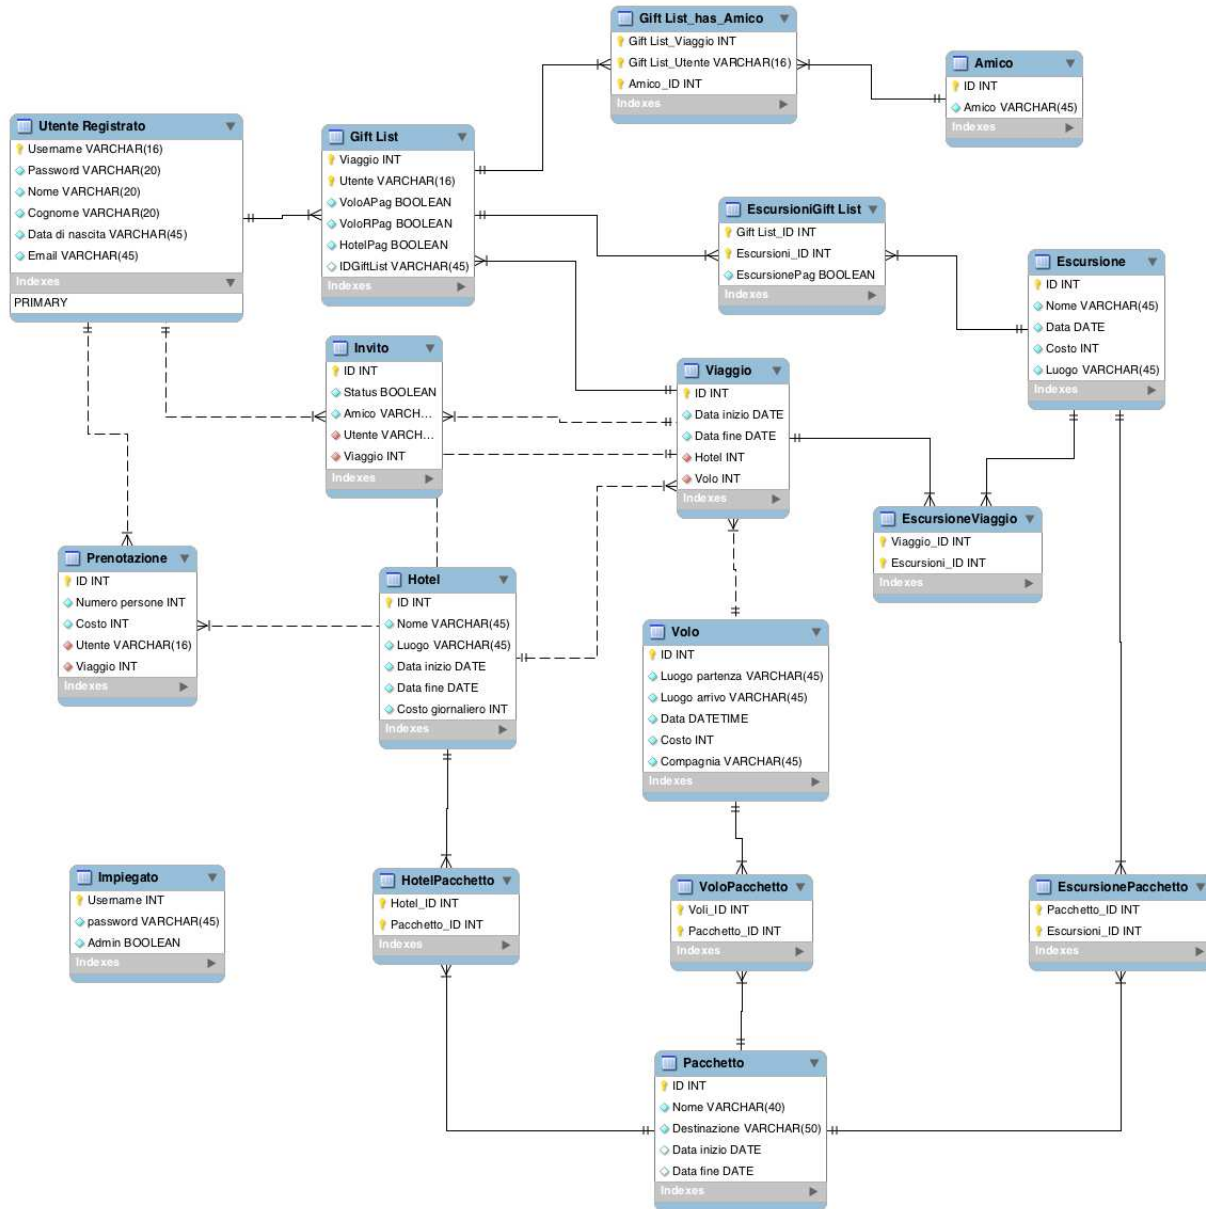 Gift List_has_Amico
Gift List_Viaggio INT
Gift List_Utente VARCHAR(16)
Amico_ID INT
Indexes
Amico
ID INT
Amico VARCHAR(45)
Indexes
Utente Registrato
Username VARCHAR(16)
Password VARCHAR(20)
Nome VARCHAR(20)
Cognome VARCHAR(20)
Data di nascita VARCHAR(45)
Email VARCHAR(45)
Indexes
PRIMARY
Gift List
Viaggio INT
Utente VARCHAR(16)
VoloAPag BOOLEAN
VoloRPag BOOLEAN
HotelPag BOOLEAN
IDGiftList VARCHAR(45)
Indexes
EscursioniGift List
Gift List_ID INT
Escursioni_ID INT
EscursionePag BOOLEAN
Indexes
Escursione
ID INT
Nome VARCHAR(45)
Data DATE
Costo INT
Luogo VARCHAR(45)
Indexes
Invito
ID INT
Status BOOLEAN
Amico VARCH...
Utente VARCH...
Viaggio INT
Indexes
Viaggio
ID INT
Data inizio DATE
Data fine DATE
Hotel INT
Volo INT
Indexes
EscursioneViaggio
Viaggio_ID INT
Escursioni_ID INT
Indexes
Prenotazione
ID INT
Numero persone INT
Costo INT
Utente VARCHAR(16)
Viaggio INT
Indexes
Hotel
ID INT
Nome VARCHAR(45)
Luogo VARCHAR(45)
Data inizio DATE
Data fine DATE
Costo giornaliero INT
Indexes
Volo
ID INT
Luogo partenza VARCHAR(45)
Luogo arrivo VARCHAR(45)
Data DATETIME
Costo INT
Compagnia VARCHAR(45)
Indexes
Impiegato
Username INT
password VARCHAR(45)
Admin BOOLEAN
Indexes
HotelPacchetto
Hotel_ID INT
Pacchetto_ID INT
Indexes
VoloPacchetto
Voli_ID INT
Pacchetto_ID INT
Indexes
EscursionePacchetto
Pacchetto_ID INT
Escursioni_ID INT
Indexes
Pacchetto
ID INT
Nome VARCHAR(40)
Destinazione VARCHAR(50)
Data inizio DATE
Data fine DATE
Indexes